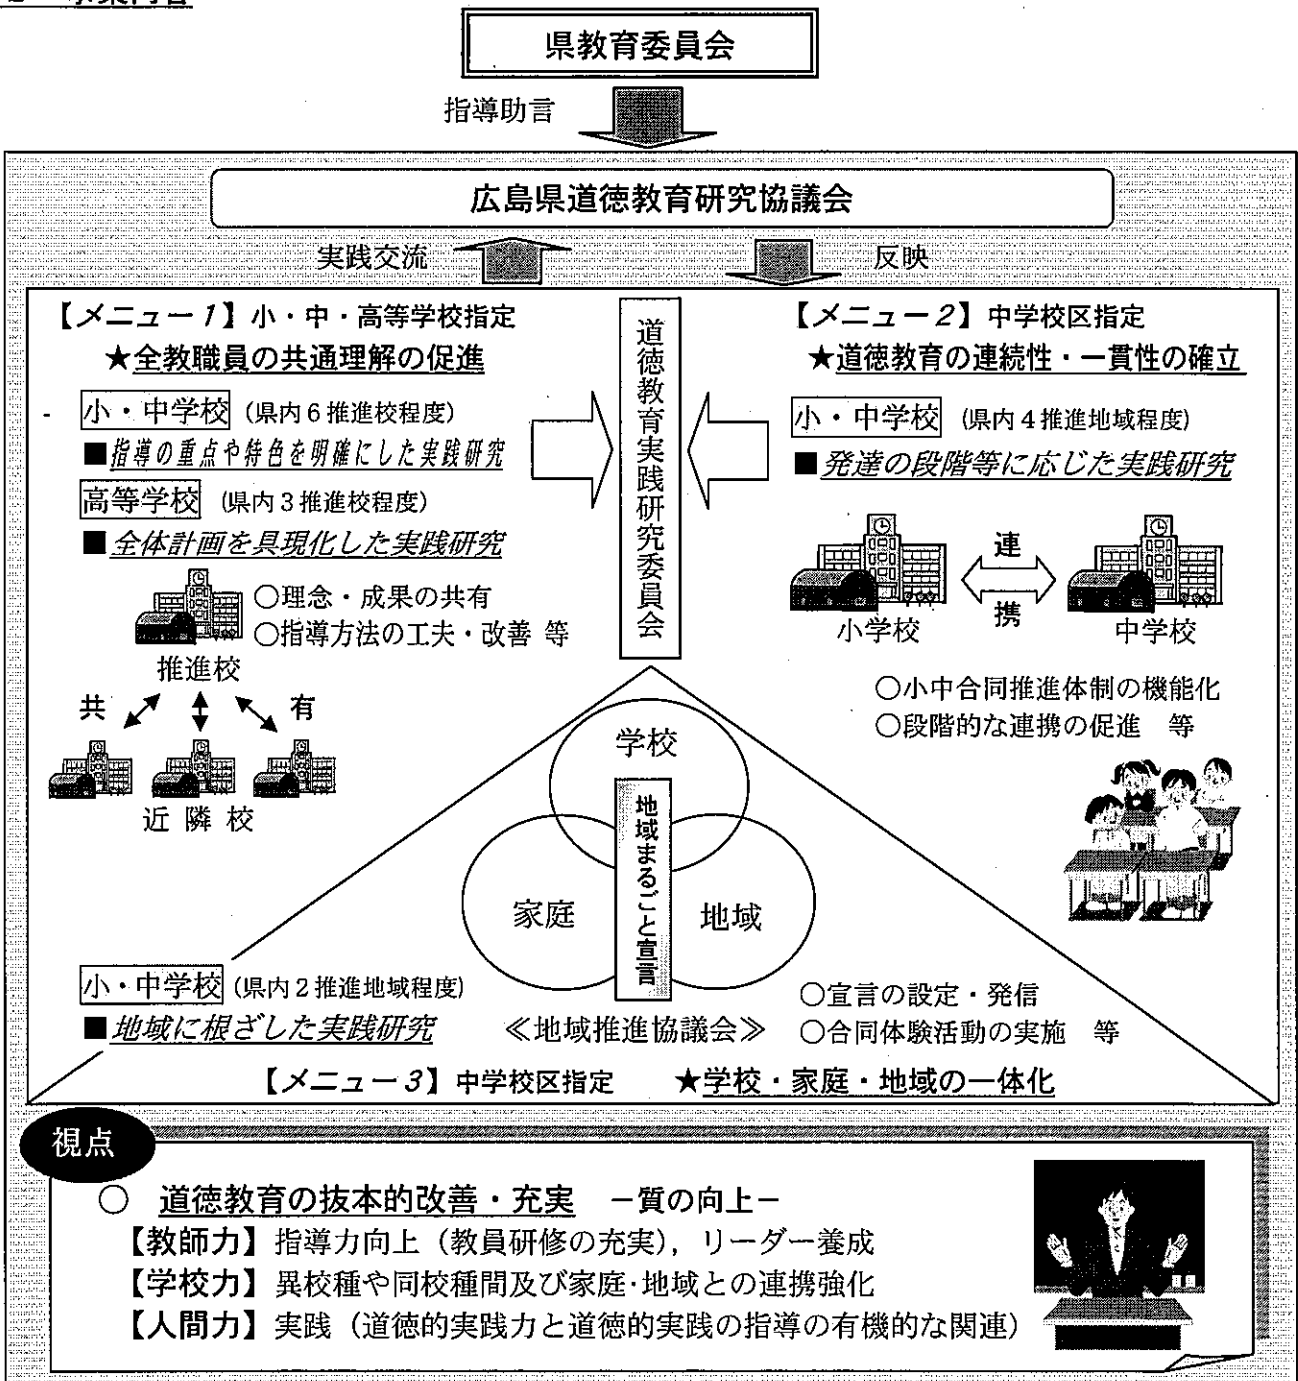 県教育委員会
指導助言
広島県道徳教育研究協議会
実践交流
反映
【メニュー1】小・中・高等学校指定
★全教職員の共通理解の促進
小・中学校 (県内6推進校程度)
■指導の重点や特色を明確にした実践研究
高等学校 (県内3推進校程度)
■全体計画を具現化した実践研究
○理念・成果の共有
○指導方法の工夫・改善 等
推進校
共 有
近隣校
道徳教育実践研究委員会
【メニュー2】中学校区指定
★道徳教育の連続性・一貫性の確立
小・中学校 (県内4推進地域程度)
■発達の段階等に応じた実践研究
連
携
小学校 中学校
○小中合同推進体制の機能化
○段階的な連携の促進 等
学校
家庭
地域
地域まるごと宣言
小・中学校 (県内2推進地域程度)
■地域に根ざした実践研究
≪地域推進協議会≫
○宣言の設定・発信
○合同体験活動の実施 等
【メニュー3】中学校区指定 ★学校・家庭・地域の一体化
視点
○ 道徳教育の抜本的改善・充実 －質の向上－
【教師力】指導力向上（教員研修の充実），リーダー養成
【学校力】異校種や同校種間及び家庭・地域との連携強化
【人間力】実践（道徳的実践力と道徳的実践の指導の有機的な関連）